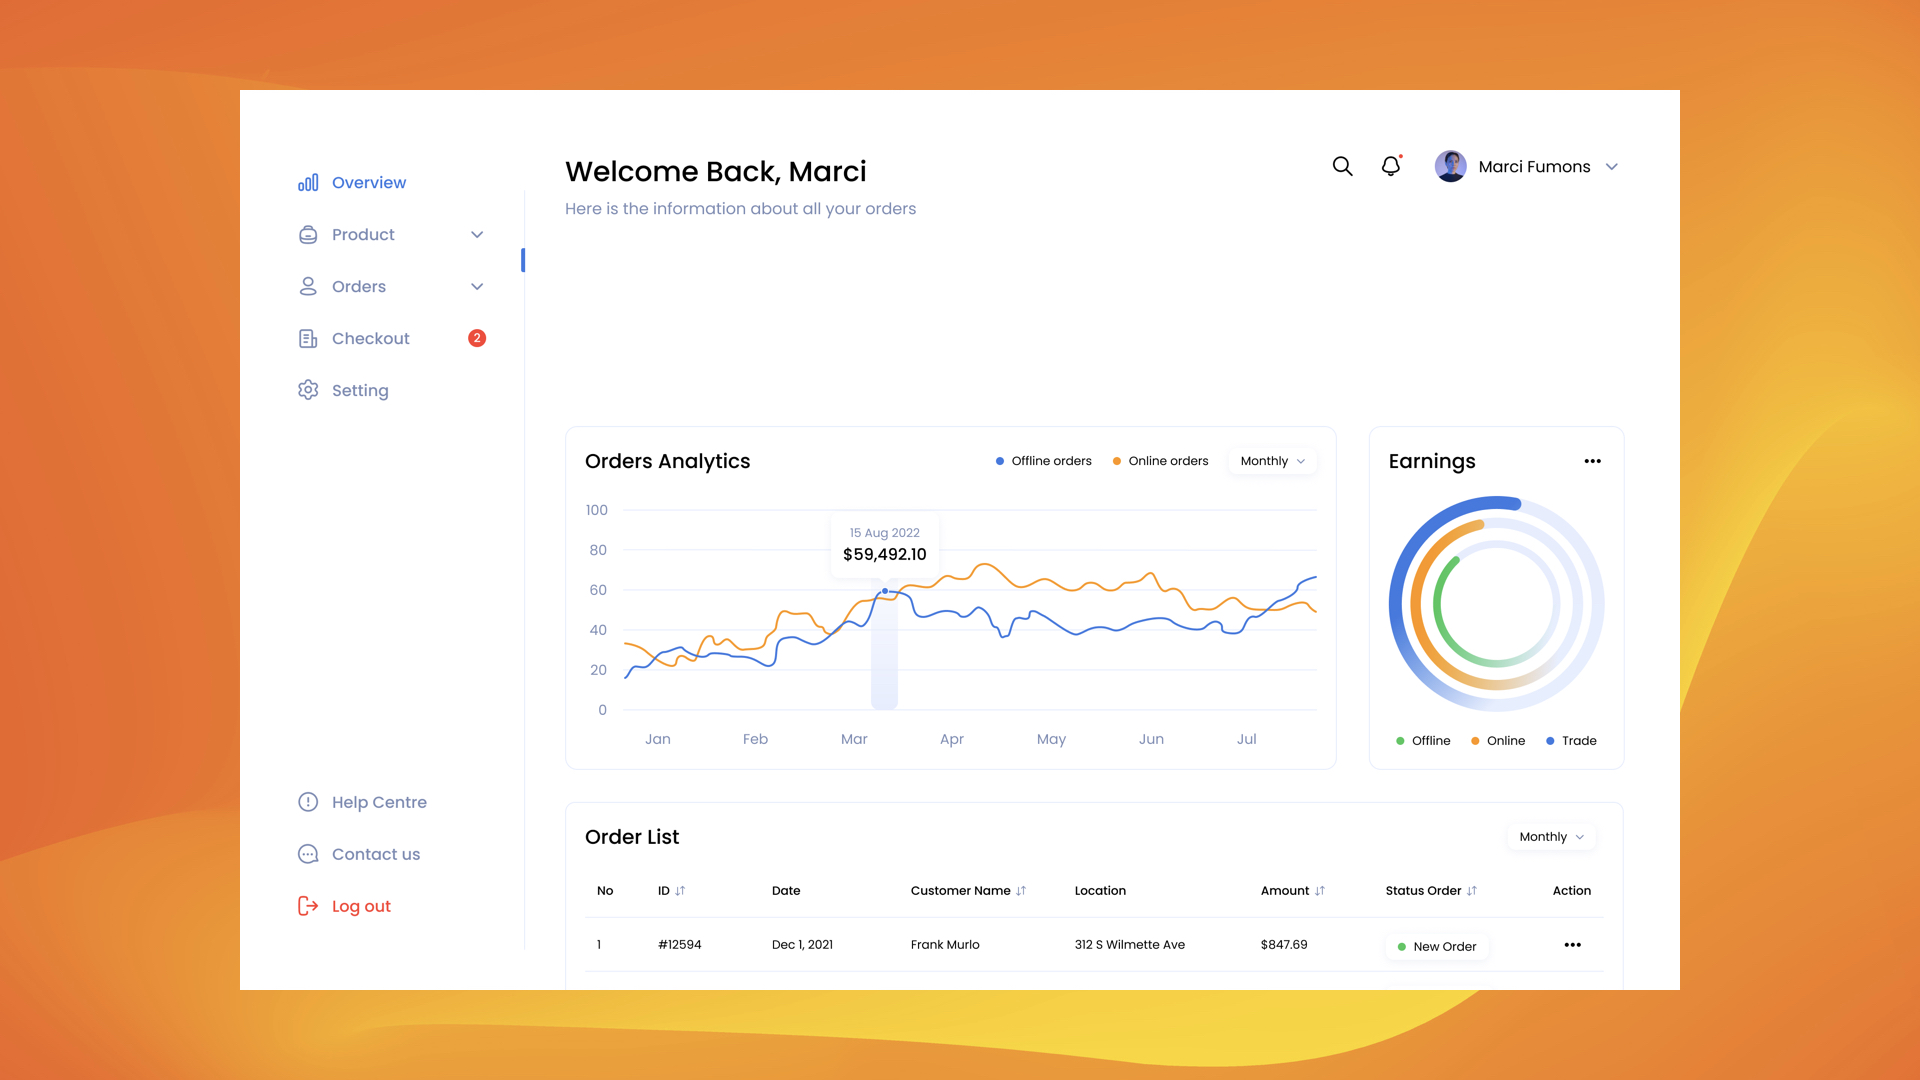 Overview
Product
Orders
Checkout 2
Setting
Help Centre
Contact us
Log out
Welcome Back, Marci
Here is the information about all your orders
Marci Fumons
Orders Analytics
Offline orders Online orders Monthly
100
80
60
40
20
0
15 Aug 2022
$59,492.10
Jan Feb Mar Apr May Jun Jul
Earnings
Offline Online Trade
Order List
Monthly
No ID Date Customer Name Location Amount Status Order Action
1 #12594 Dec 1, 2021 Frank Murlo 312 S Wilmette Ave $847.69 New Order